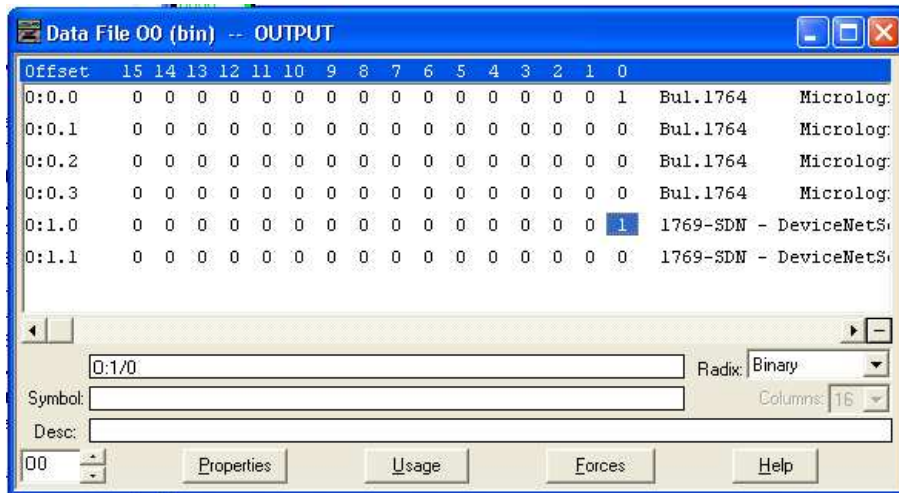 Data File O0 (bin) -- OUTPUT
Offset 15 14 13 12 11 10 9 8 7 6 5 4 3 2 1 0
O:0.0 0 0 0 0 0 0 0 0 0 0 0 0 0 0 0 1 Bul.1764 Microlog
O:0.1 0 0 0 0 0 0 0 0 0 0 0 0 0 0 0 0 Bul.1764 Microlog
O:0.2 0 0 0 0 0 0 0 0 0 0 0 0 0 0 0 0 Bul.1764 Microlog
O:0.3 0 0 0 0 0 0 0 0 0 0 0 0 0 0 0 0 Bul.1764 Microlog
O:1.0 0 0 0 0 0 0 0 0 0 0 0 0 0 0 0 1 1769-SDN - DeviceNetS
O:1.1 0 0 0 0 0 0 0 0 0 0 0 0 0 0 0 0 1769-SDN - DeviceNetS
O:1/0 Radix: Binary
Symbol: Columns: 16
Desc:
O0 Properties Usage Forces Help